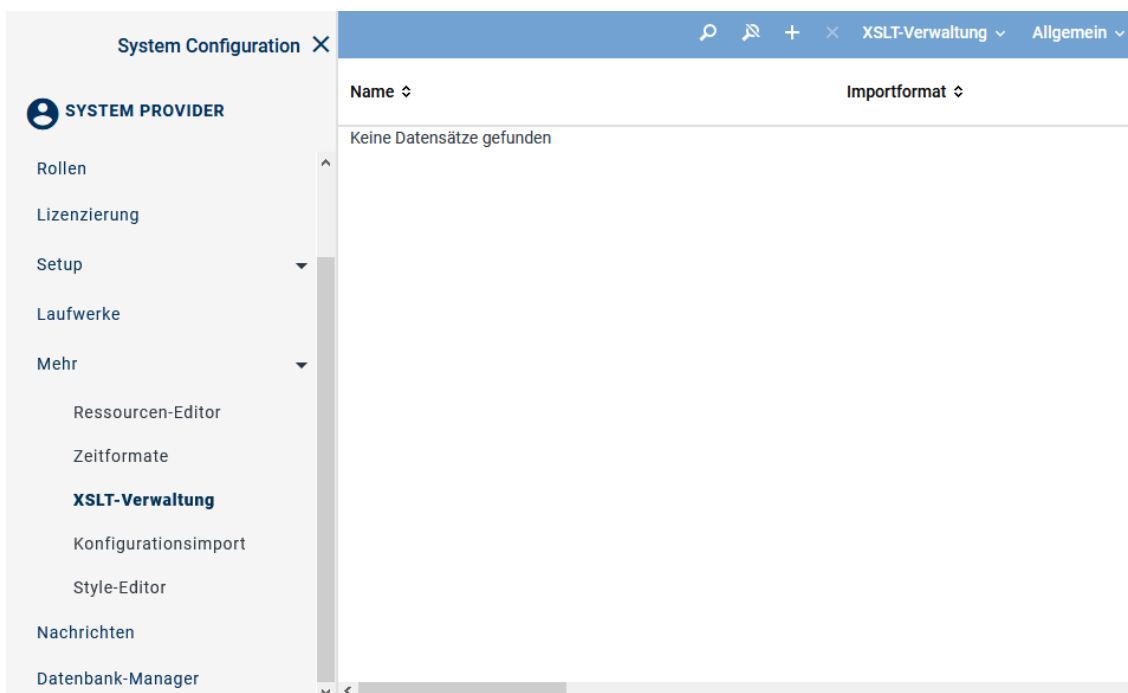 System Configuration
SYSTEM PROVIDER
Rollen
Lizenzierung
Setup
Laufwerke
Mehr
Ressourcen-Editor
Zeitformate
XSLT-Verwaltung
Konfigurationsimport
Style-Editor
Nachrichten
Datenbank-Manager
XSLT-Verwaltung Allgemein
Name Importformat
Keine Datensätze gefunden